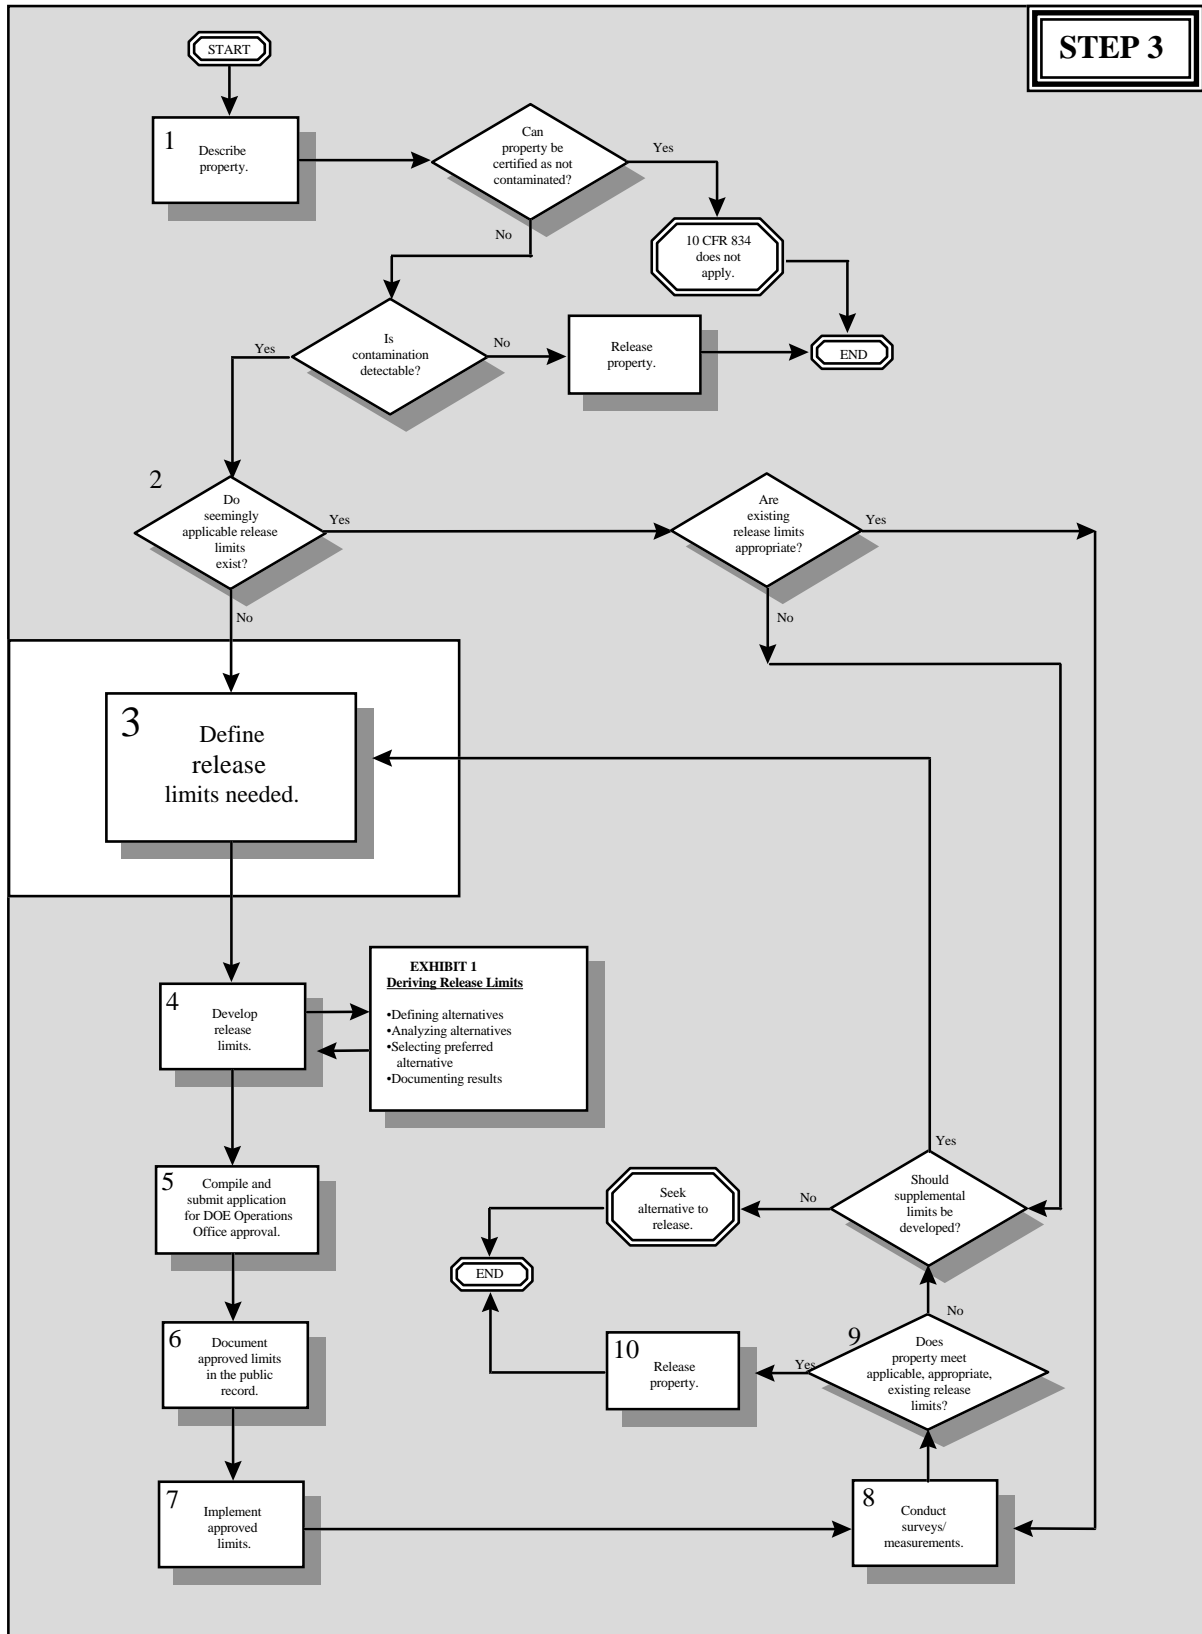 STEP 3
START
1
Describe
property.
Can
property be
certified as not
contaminated?
Yes
No
10 CFR 834
does not
apply.
END
Is
contamination
detectable?
Yes
No
Release
property.
2
Do
seemingly
applicable release
limits
exist?
Yes
No
Are
existing
release limits
appropriate?
Yes
No
3
Define
release
limits needed.
4
Develop
release
limits.
EXHIBIT 1
Deriving Release Limits
•Defining alternatives
•Analyzing alternatives
•Selecting preferred
alternative
•Documenting results
5
Compile and
submit application
for DOE Operations
Office approval.
6
Document
approved limits
in the public
record.
7
Implement
approved
limits.
8
Conduct
surveys/
measurements.
9
Does
property meet
applicable, appropriate,
existing release
limits?
Yes
No
10
Release
property.
Should
supplemental
limits be
developed?
Yes
No
Seek
alternative to
release.
END